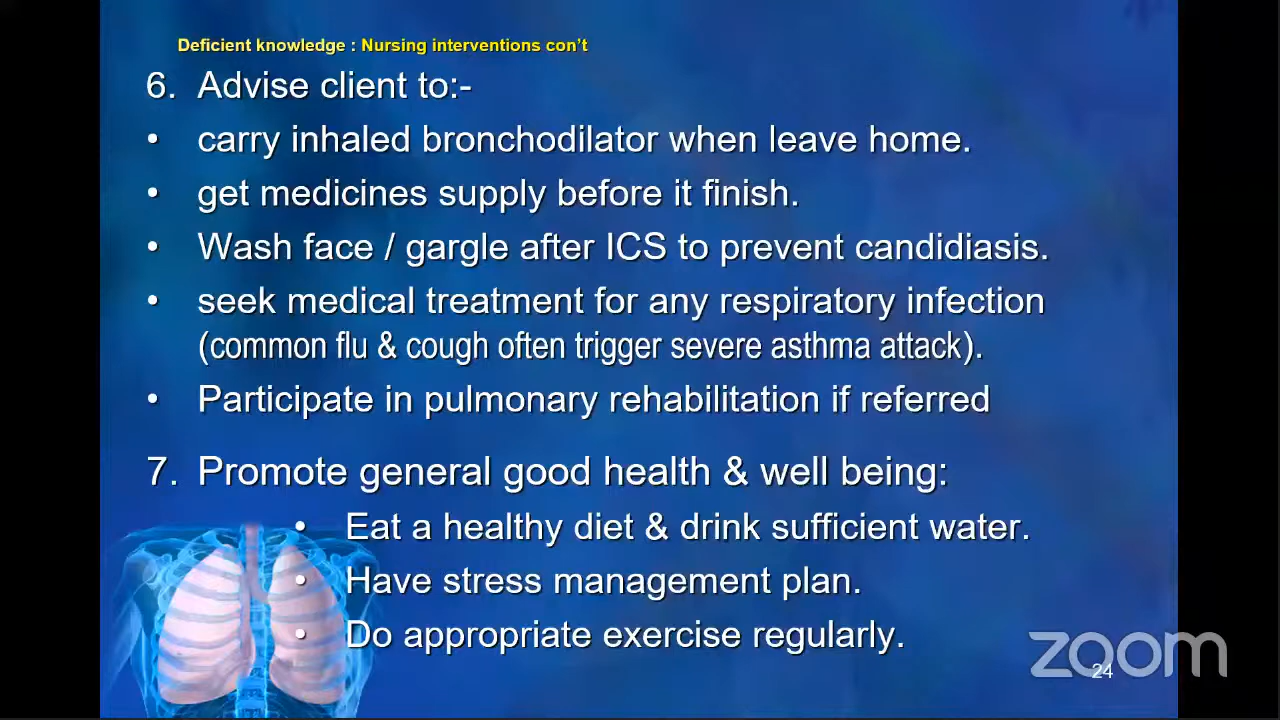 Deficient knowledge : Nursing interventions con’t
6. Advise client to:-
• carry inhaled bronchodilator when leave home.
• get medicines supply before it finish.
• Wash face / gargle after ICS to prevent candidiasis.
• seek medical treatment for any respiratory infection
(common flu & cough often trigger severe asthma attack).
• Participate in pulmonary rehabilitation if referred
7. Promote general good health & well being:
• Eat a healthy diet & drink sufficient water.
• Have stress management plan.
• Do appropriate exercise regularly.
zoom
24